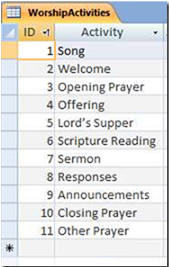 WorshipActivities
ID Activity
1 Song
2 Welcome
3 Opening Prayer
4 Offering
5 Lord's Supper
6 Scripture Reading
7 Sermon
8 Responses
9 Announcements
10 Closing Prayer
11 Other Prayer